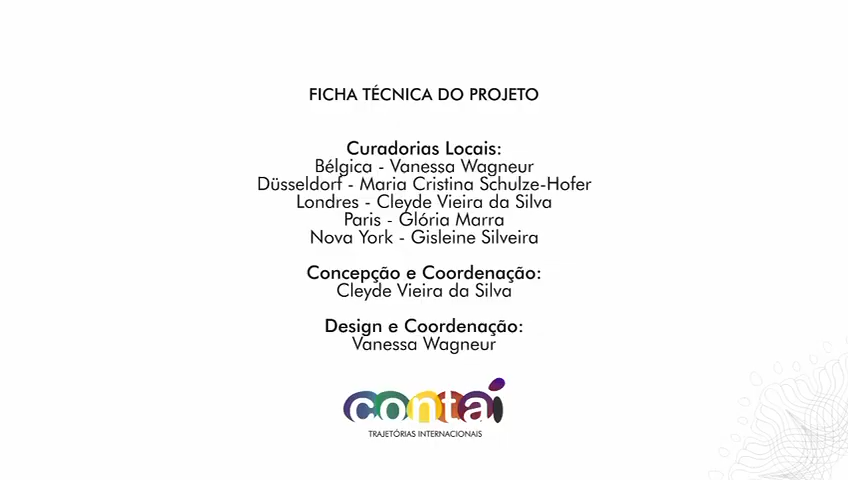 FICHA TÉCNICA DO PROJETO
Curadorias Locais:
Bélgica - Vanessa Wagneur
Düsseldorf - Maria Cristina Schulze-Hofer
Londres - Cleyde Vieira da Silva
Paris - Glória Marra
Nova York - Gisleine Silveira
Concepção e Coordenação:
Cleyde Vieira da Silva
Design e Coordenação:
Vanessa Wagneur
contai
TRAJETÓRIAS INTERNACIONAIS